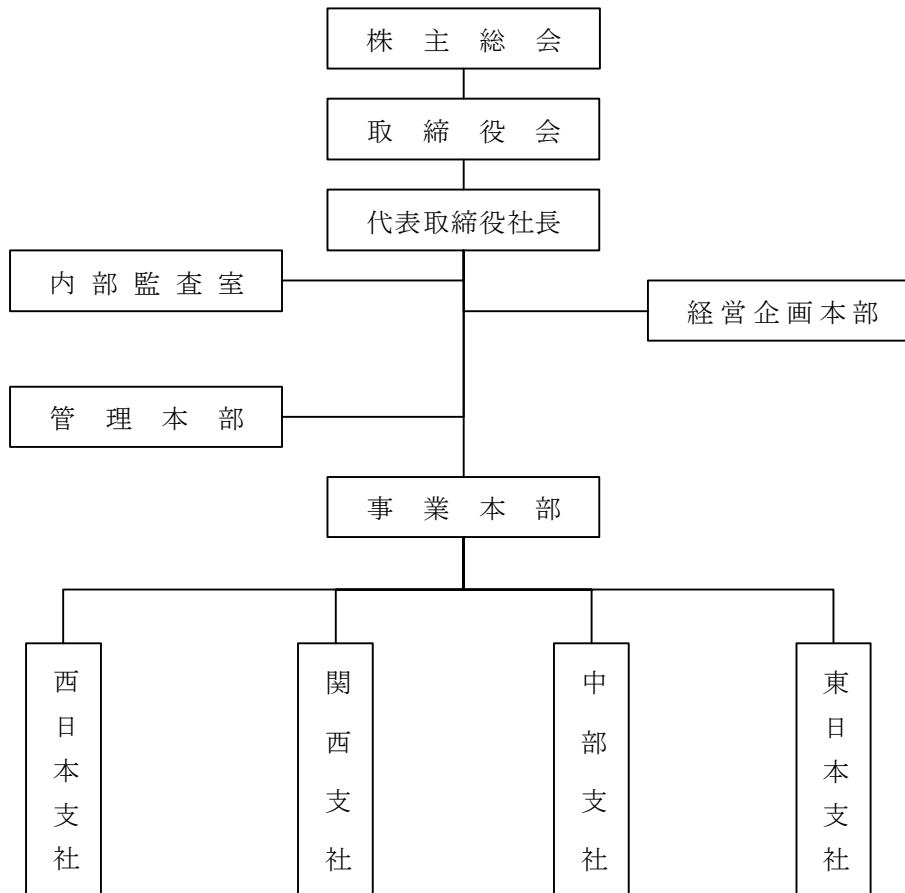 株主総会
取締役会
代表取締役社長
内部監査室
経営企画本部
管理本部
事業本部
西日本支社
関西支社
中部支社
東日本支社